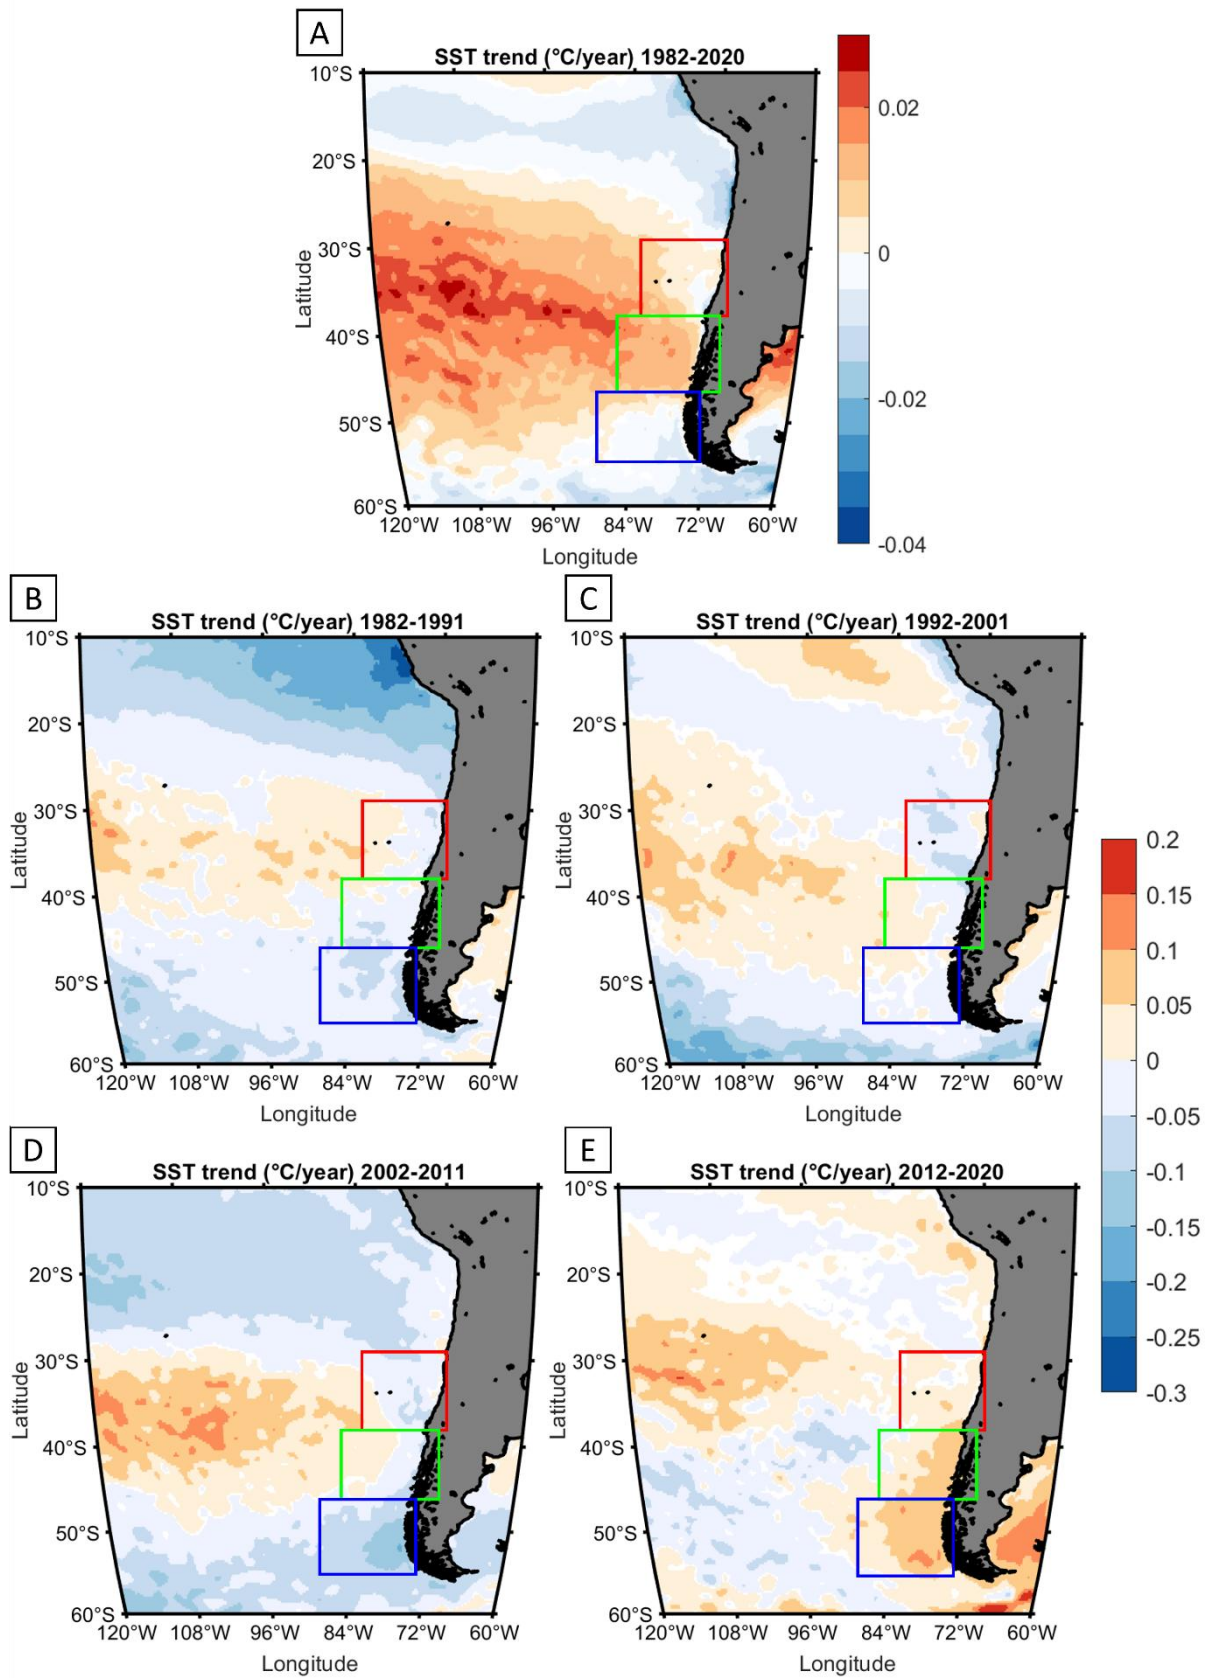 A
SST trend (°C/year) 1982-2020
10°S
20°S
30°S
40°S
50°S
60°S
Latitude
120°W 108°W 96°W 84°W 72°W 60°W
Longitude
0.02
0
-0.02
-0.04
B
SST trend (°C/year) 1982-1991
10°S
20°S
30°S
40°S
50°S
60°S
Latitude
120°W 108°W 96°W 84°W 72°W 60°W
Longitude
C
SST trend (°C/year) 1992-2001
10°S
20°S
30°S
40°S
50°S
60°S
Latitude
120°W 108°W 96°W 84°W 72°W 60°W
Longitude
D
SST trend (°C/year) 2002-2011
10°S
20°S
30°S
40°S
50°S
60°S
Latitude
120°W 108°W 96°W 84°W 72°W 60°W
Longitude
E
SST trend (°C/year) 2012-2020
10°S
20°S
30°S
40°S
50°S
60°S
Latitude
120°W 108°W 96°W 84°W 72°W 60°W
Longitude
0.2
0.15
0.1
0.05
0
-0.05
-0.1
-0.15
-0.2
-0.25
-0.3